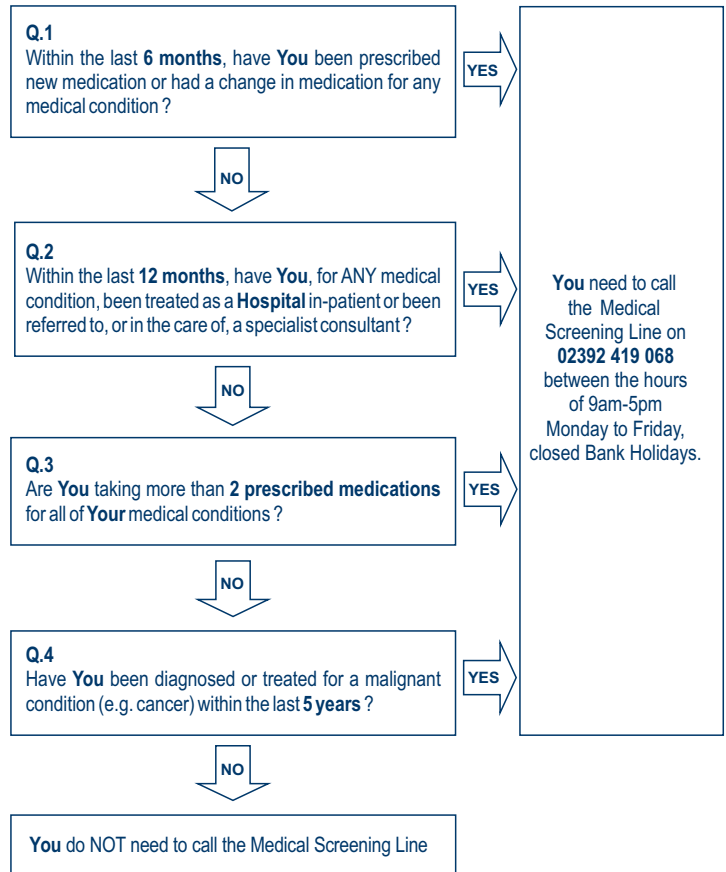 Q.1
Within the last 6 months, have You been prescribed
new medication or had a change in medication for any
medical condition ?
YES
NO
Q.2
Within the last 12 months, have You, for ANY medical
condition, been treated as a Hospital in-patient or been
referred to, or in the care of, a specialist consultant ?
YES
NO
Q.3
Are You taking more than 2 prescribed medications
for all of Your medical conditions ?
YES
NO
Q.4
Have You been diagnosed or treated for a malignant
condition (e.g. cancer) within the last 5 years ?
YES
NO
You do NOT need to call the Medical Screening Line
You need to call
the Medical
Screening Line on
02392 419 068
between the hours
of 9am-5pm
Monday to Friday,
closed Bank Holidays.